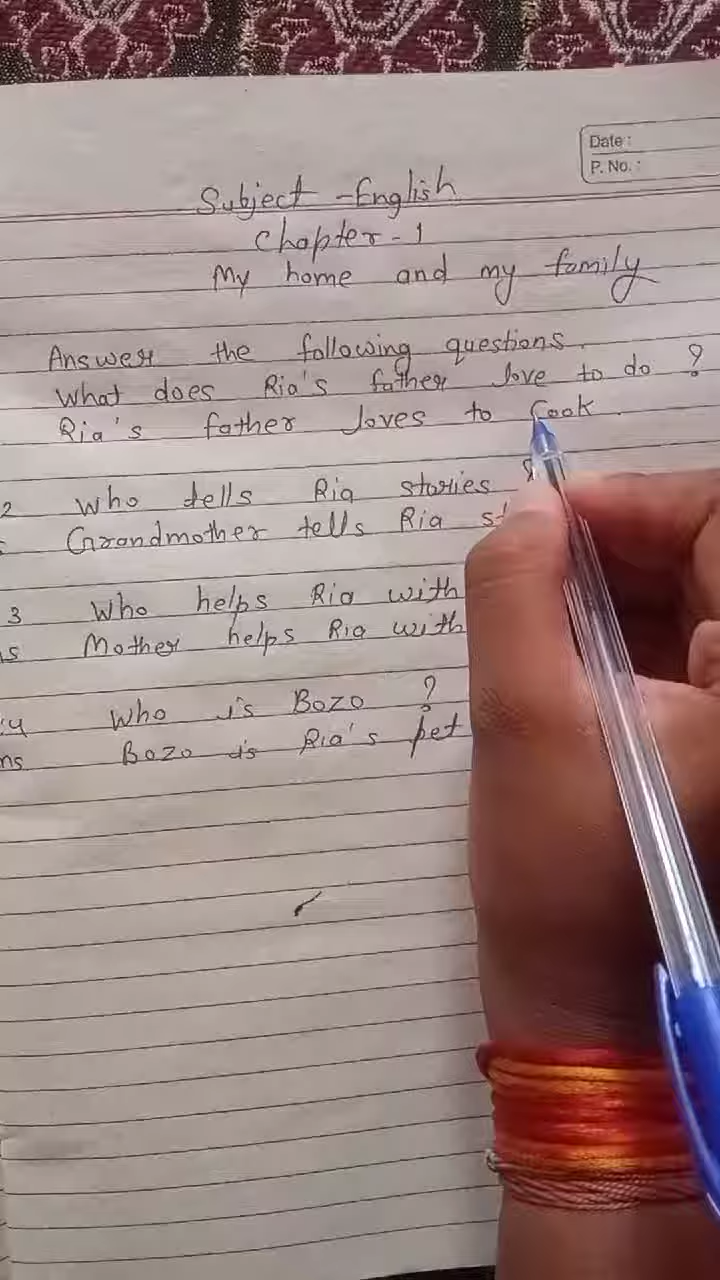 Date :
P. No. :
Subject - English
Chapter - 1
My home and my family
Answer the following questions.
What does Ria's father love to do ?
Ria's father loves to Cook.
2 Who tells Ria stories ?
Grandmother tells Ria
3 Who helps Ria with
Mother helps Ria with
4 Who is Bozo ?
ns Bozo is Ria's pet